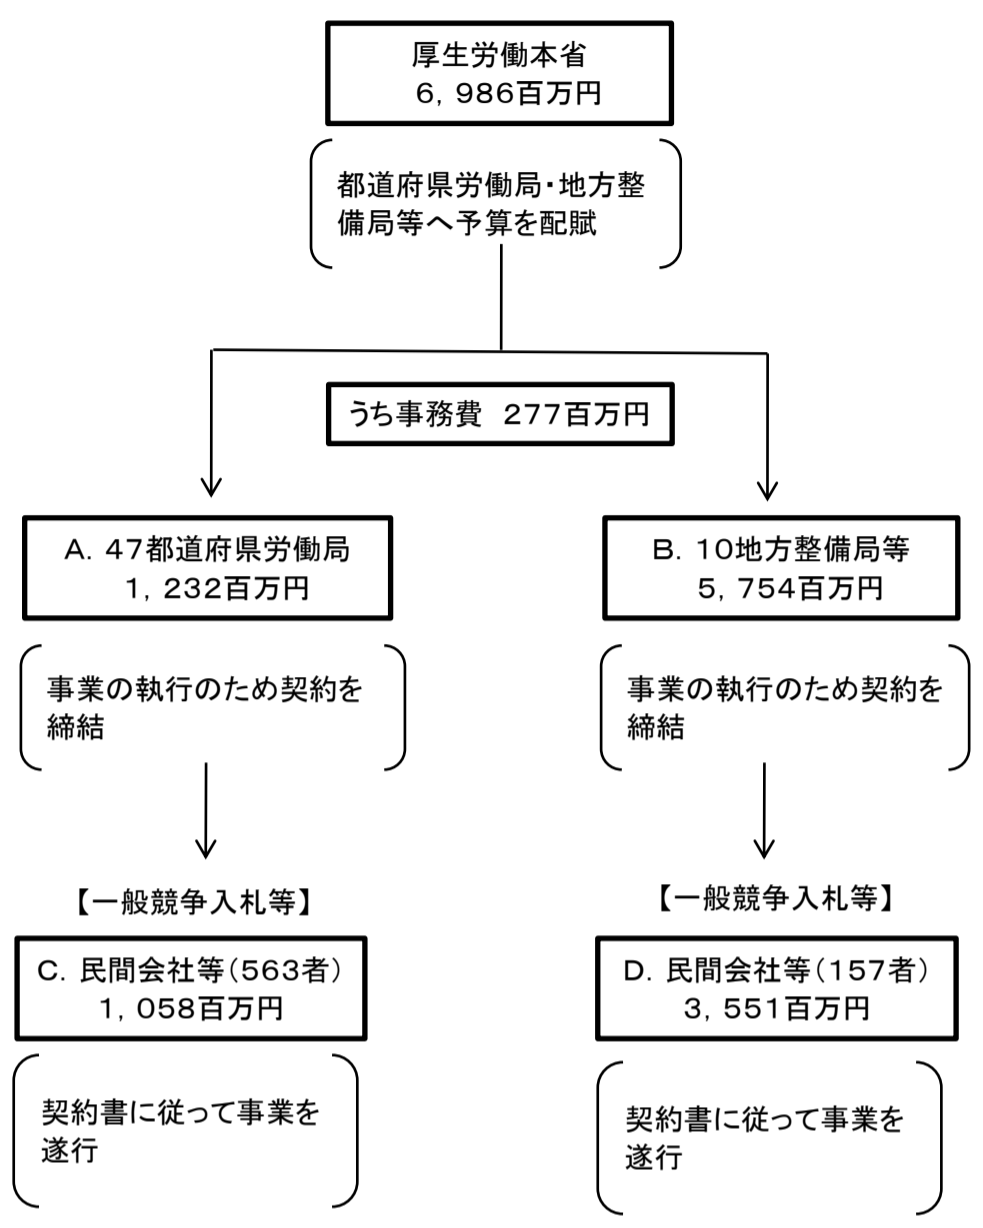 厚生労働本省
６，９８６百万円
都道府県労働局・地方整
備局等へ予算を配賦
うち事務費　２７７百万円
Ａ．４７都道府県労働局
１，２３２百万円
Ｂ．１０地方整備局等
５，７５４百万円
事業の執行のため契約を
締結
事業の執行のため契約を
締結
【一般競争入札等】
【一般競争入札等】
Ｃ．民間会社等（５６３者）
１，０５８百万円
Ｄ．民間会社等（１５７者）
３，５５１百万円
契約書に従って事業を
遂行
契約書に従って事業を
遂行